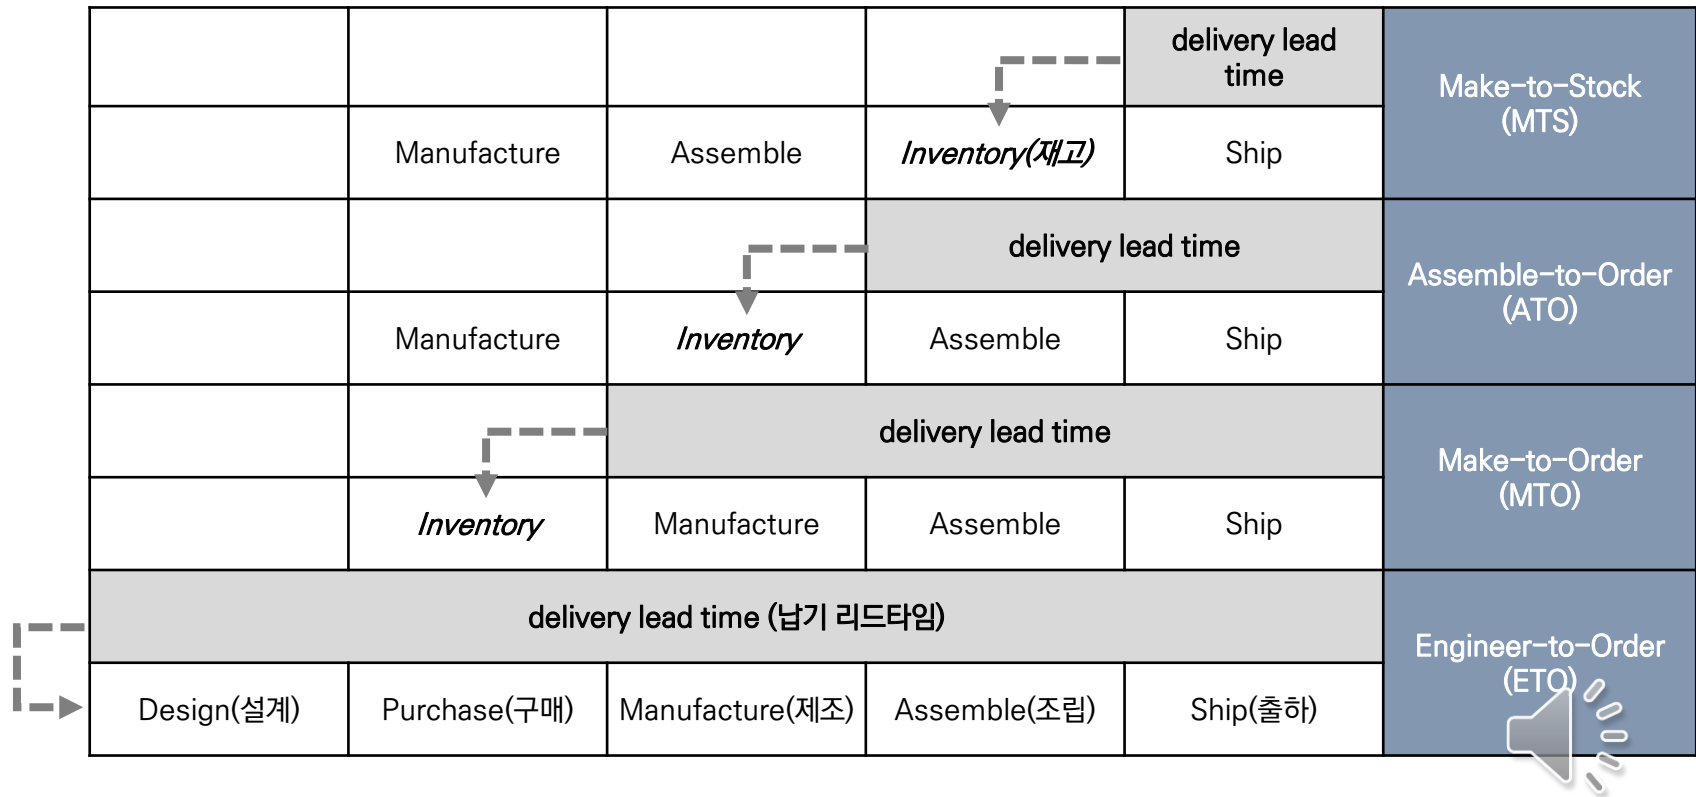 delivery lead
time
Make-to-Stock
(MTS)
Manufacture
Assemble
Inventory(재고)
Ship
delivery lead time
Assemble-to-Order
(ATO)
Manufacture
Inventory
Assemble
Ship
delivery lead time
Make-to-Order
(MTO)
Inventory
Manufacture
Assemble
Ship
delivery lead time (납기 리드타임)
Engineer-to-Order
(ETO)
Design(설계)
Purchase(구매)
Manufacture(제조)
Assemble(조립)
Ship(출하)